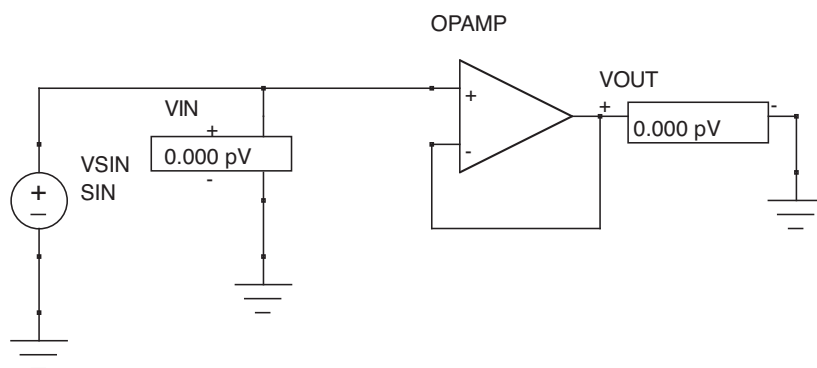 OPAMP
VOUT
+ -
0.000 pV
VIN
+
0.000 pV
-
VSIN
SIN
+
-
+
-